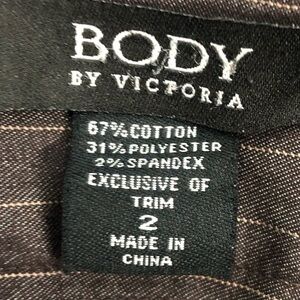 BODY
BY VICTORIA
67%COTTON
31%POLYESTER
2%SPANDEX
EXCLUSIVE OF
TRIM
2
MADE IN
CHINA